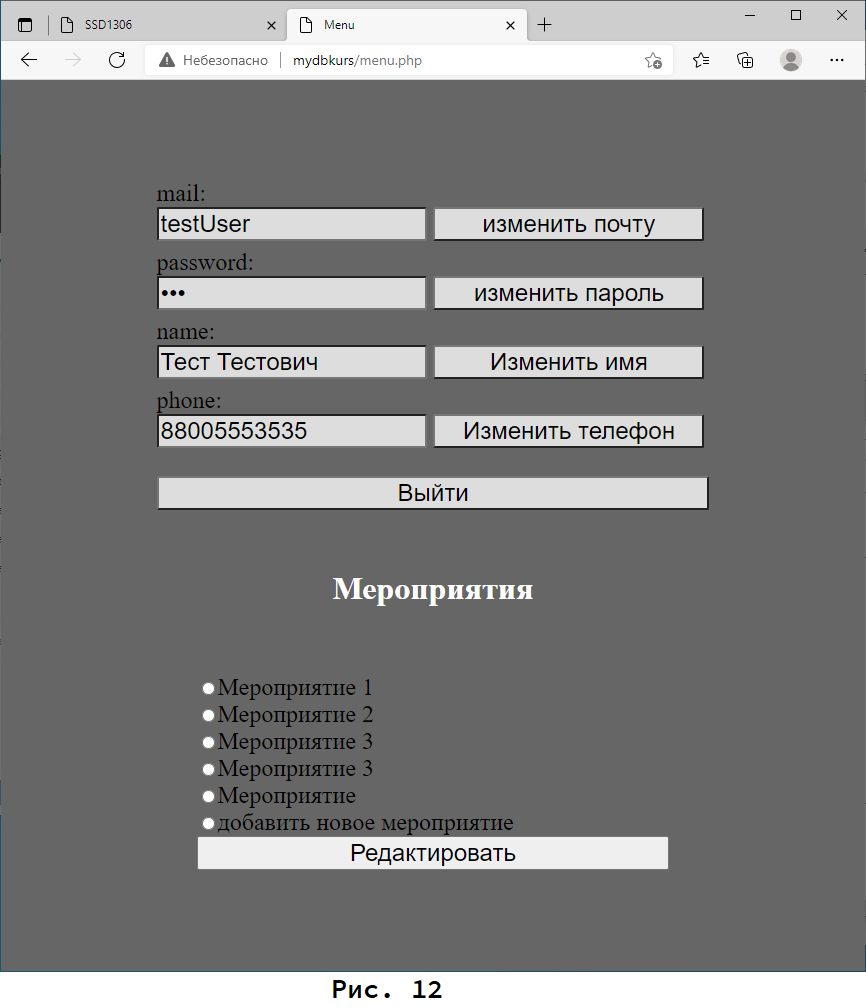 SSD1306
Menu
Небезопасно
mydbkurs/menu.php
mail:
testUser
изменить почту
password:
•••
изменить пароль
name:
Тест Тестович
Изменить имя
phone:
88005553535
Изменить телефон
Выйти
Мероприятия
Мероприятие 1
Мероприятие 2
Мероприятие 3
Мероприятие 3
Мероприятие
добавить новое мероприятие
Редактировать
Рис. 12